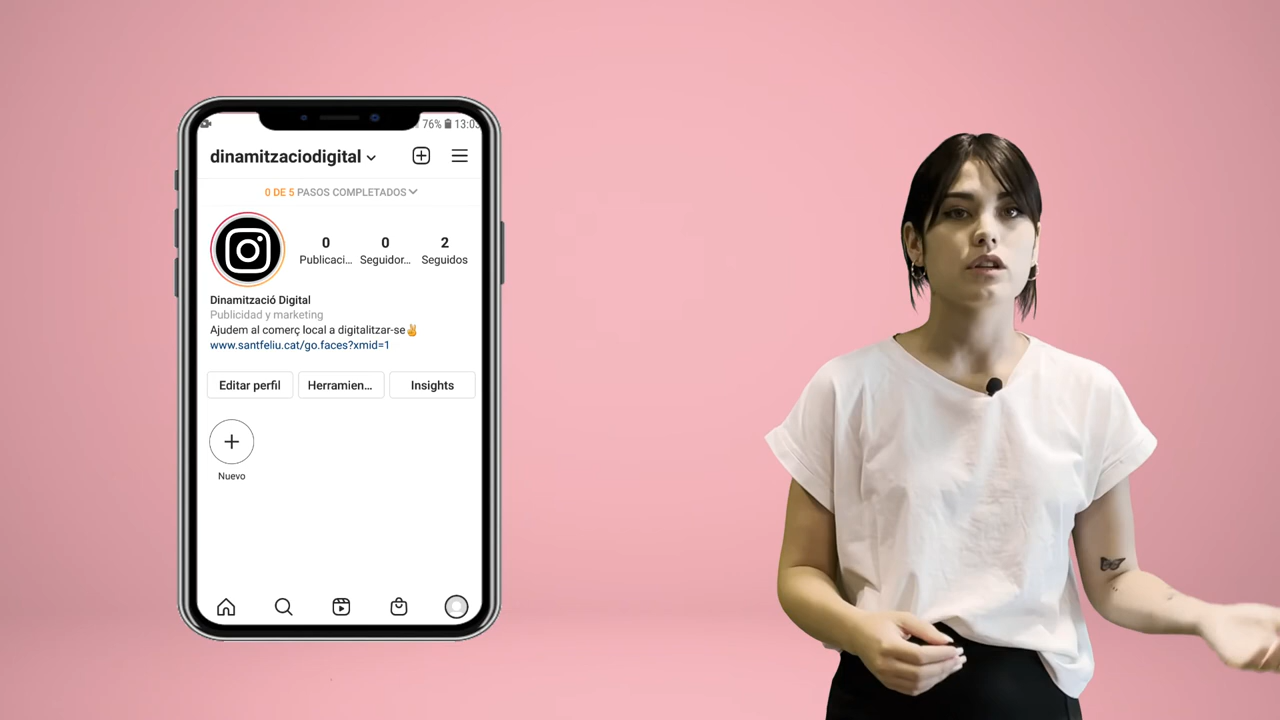 76% 13:0
dinamitzaciodigital
0 DE 5 PASOS COMPLETADOS
0 0 2
Publicaci... Seguidor... Seguidos
Dinamització Digital
Publicidad y marketing
Ajudem al comerç local a digitalitzar-se✌
www.santfeliu.cat/go.faces?xmid=1
Editar perfil Herramien... Insights
Nuevo